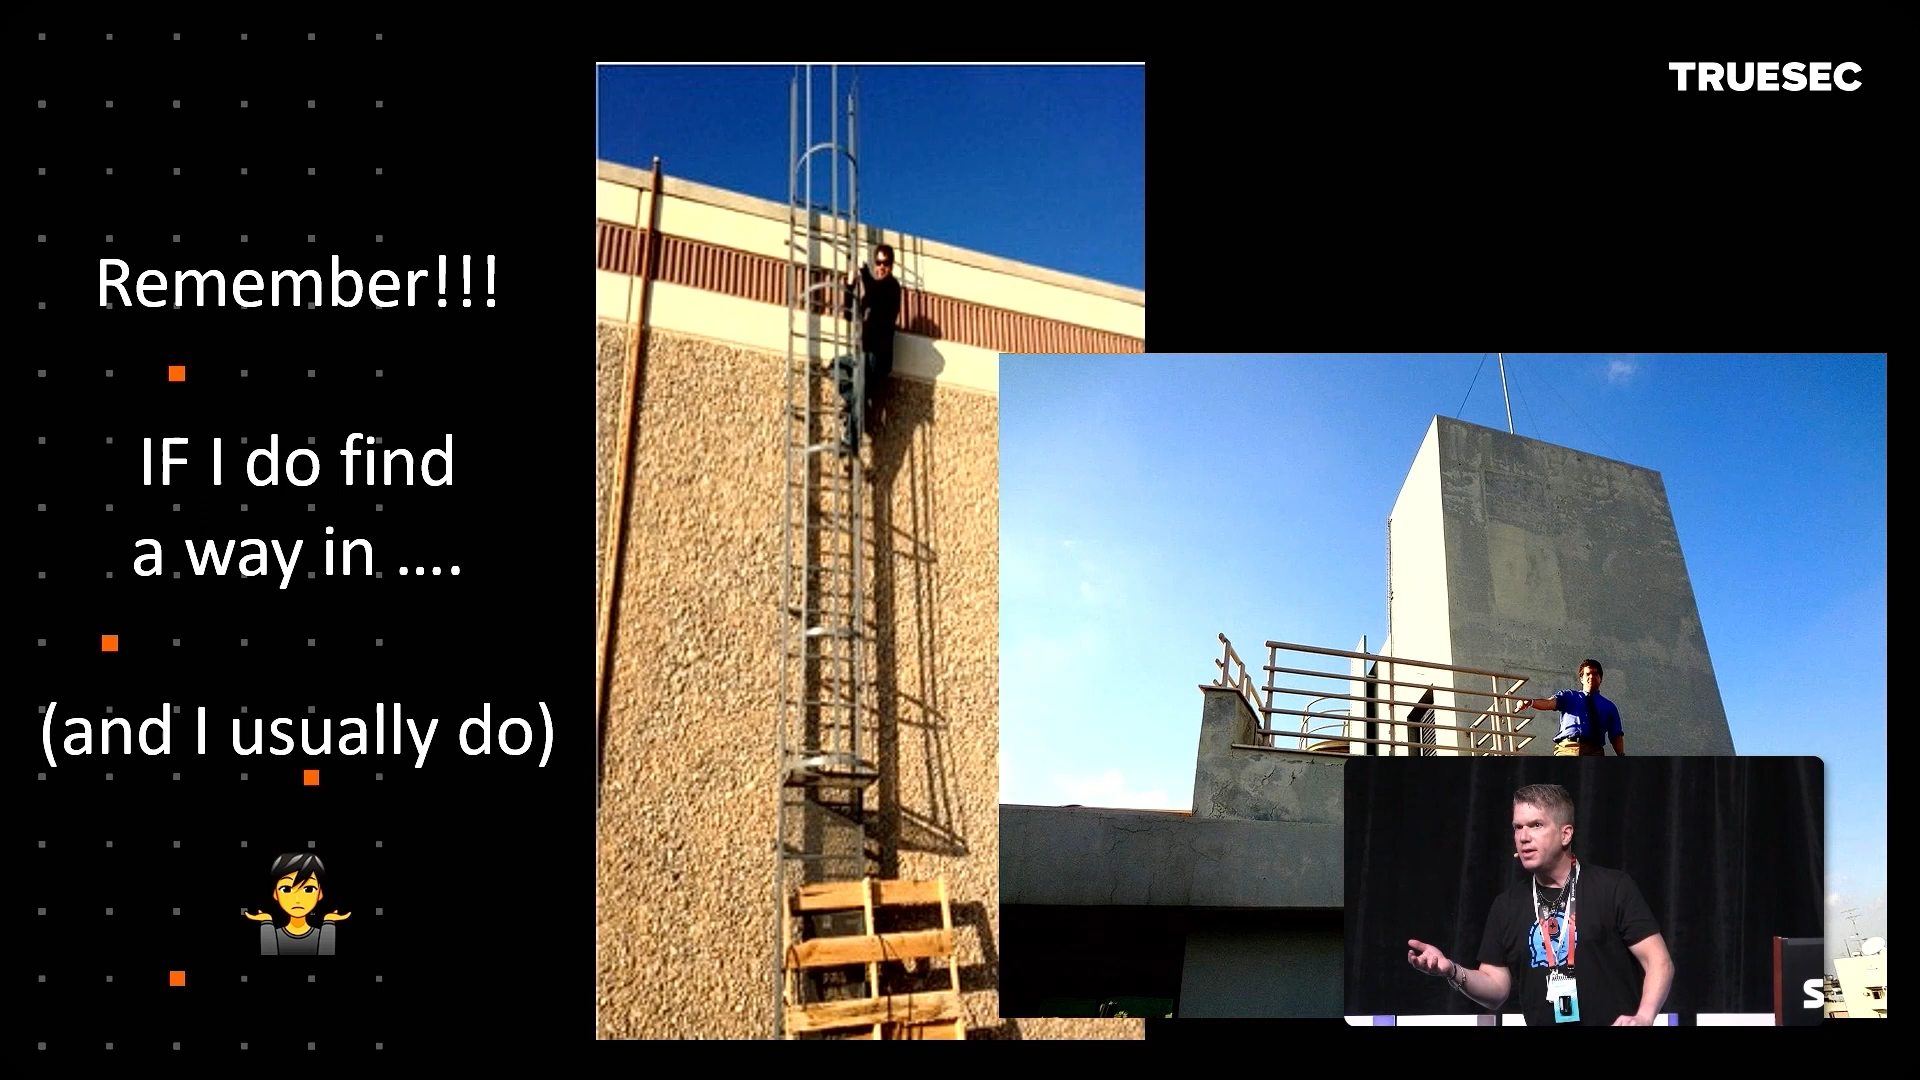 TRUESEC
Remember!!!
IF I do find
a way in ....
(and I usually do)
S